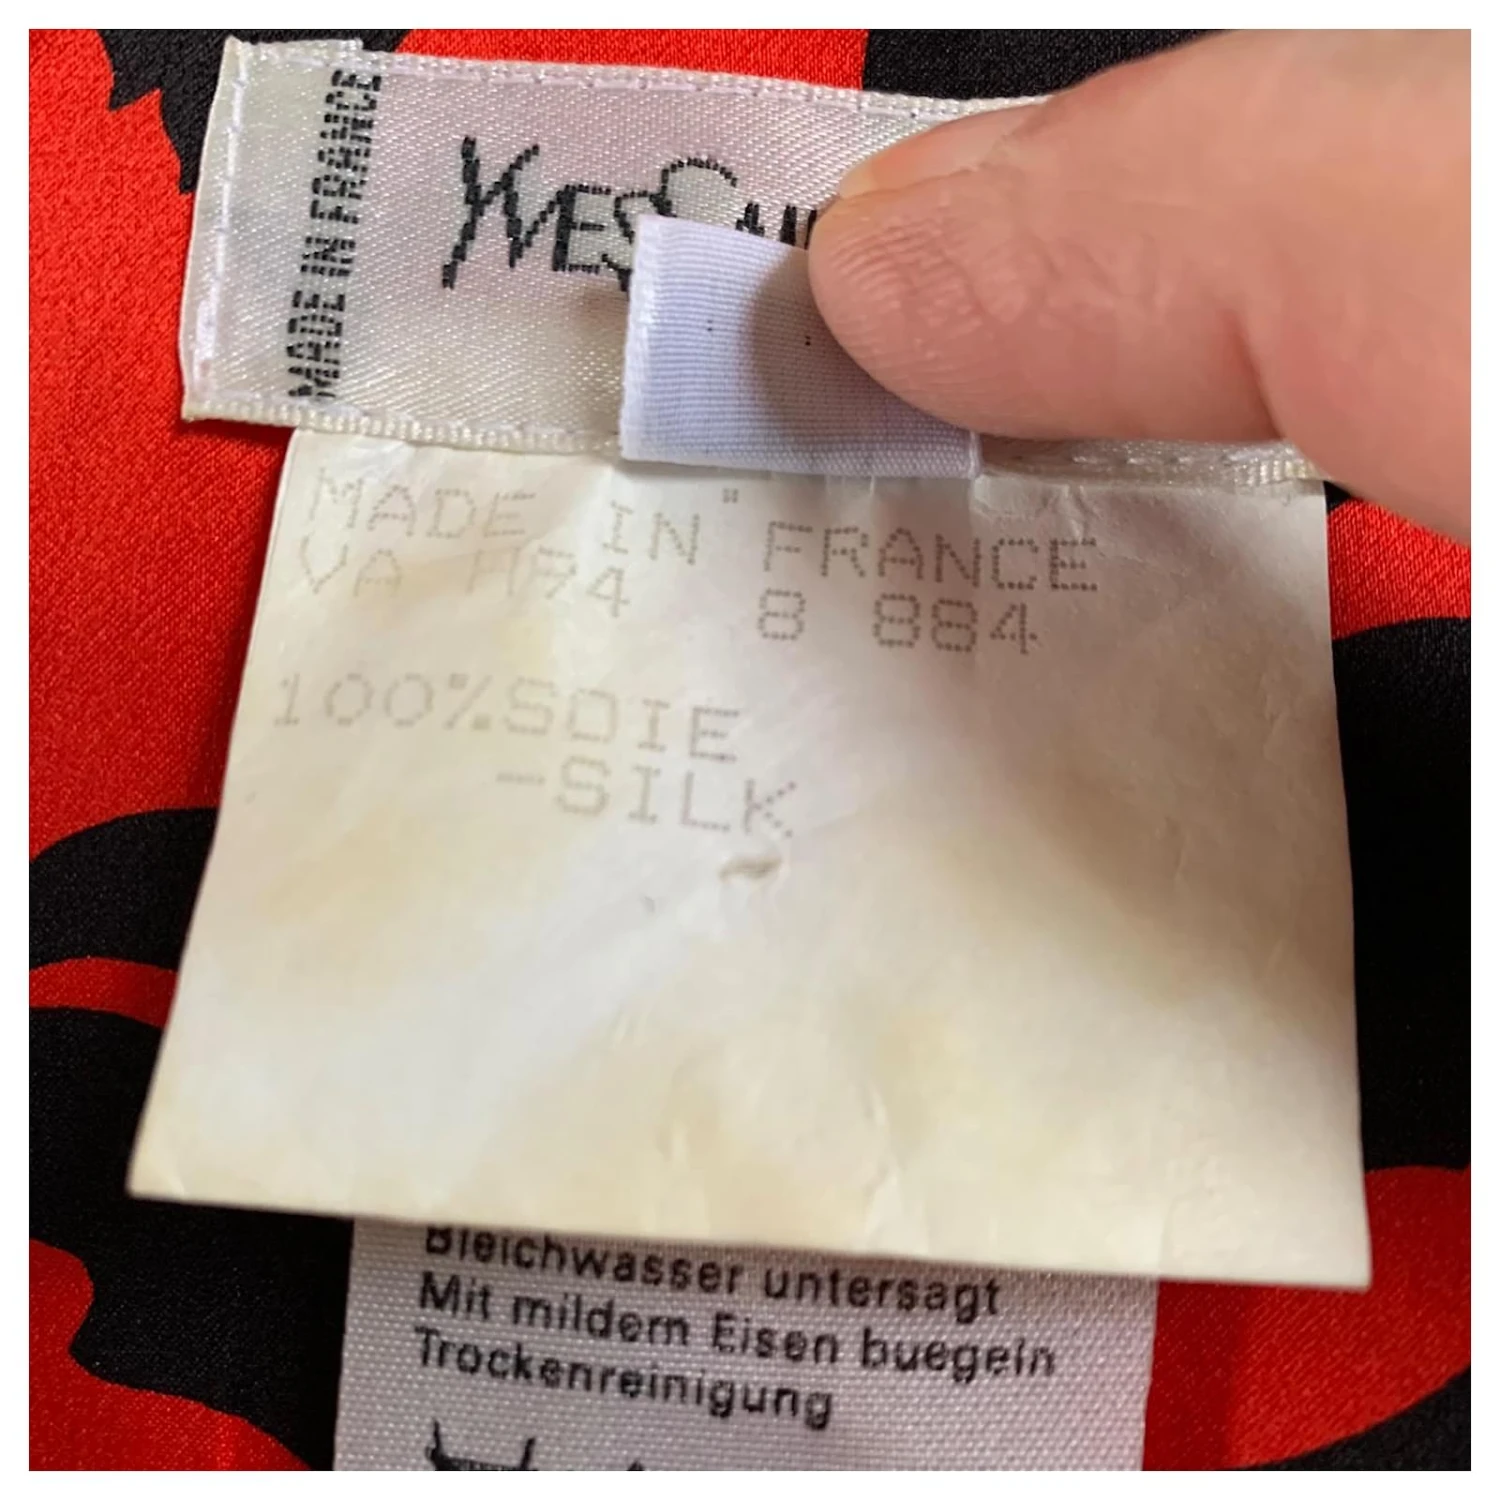 MADE IN FRANCE
YVES
MADE IN FRANCE
VA 8 884
100%SOIE
-SILK
Bleichwasser untersagt
Mit mildem Eisen buegeln
Trockenreinigung